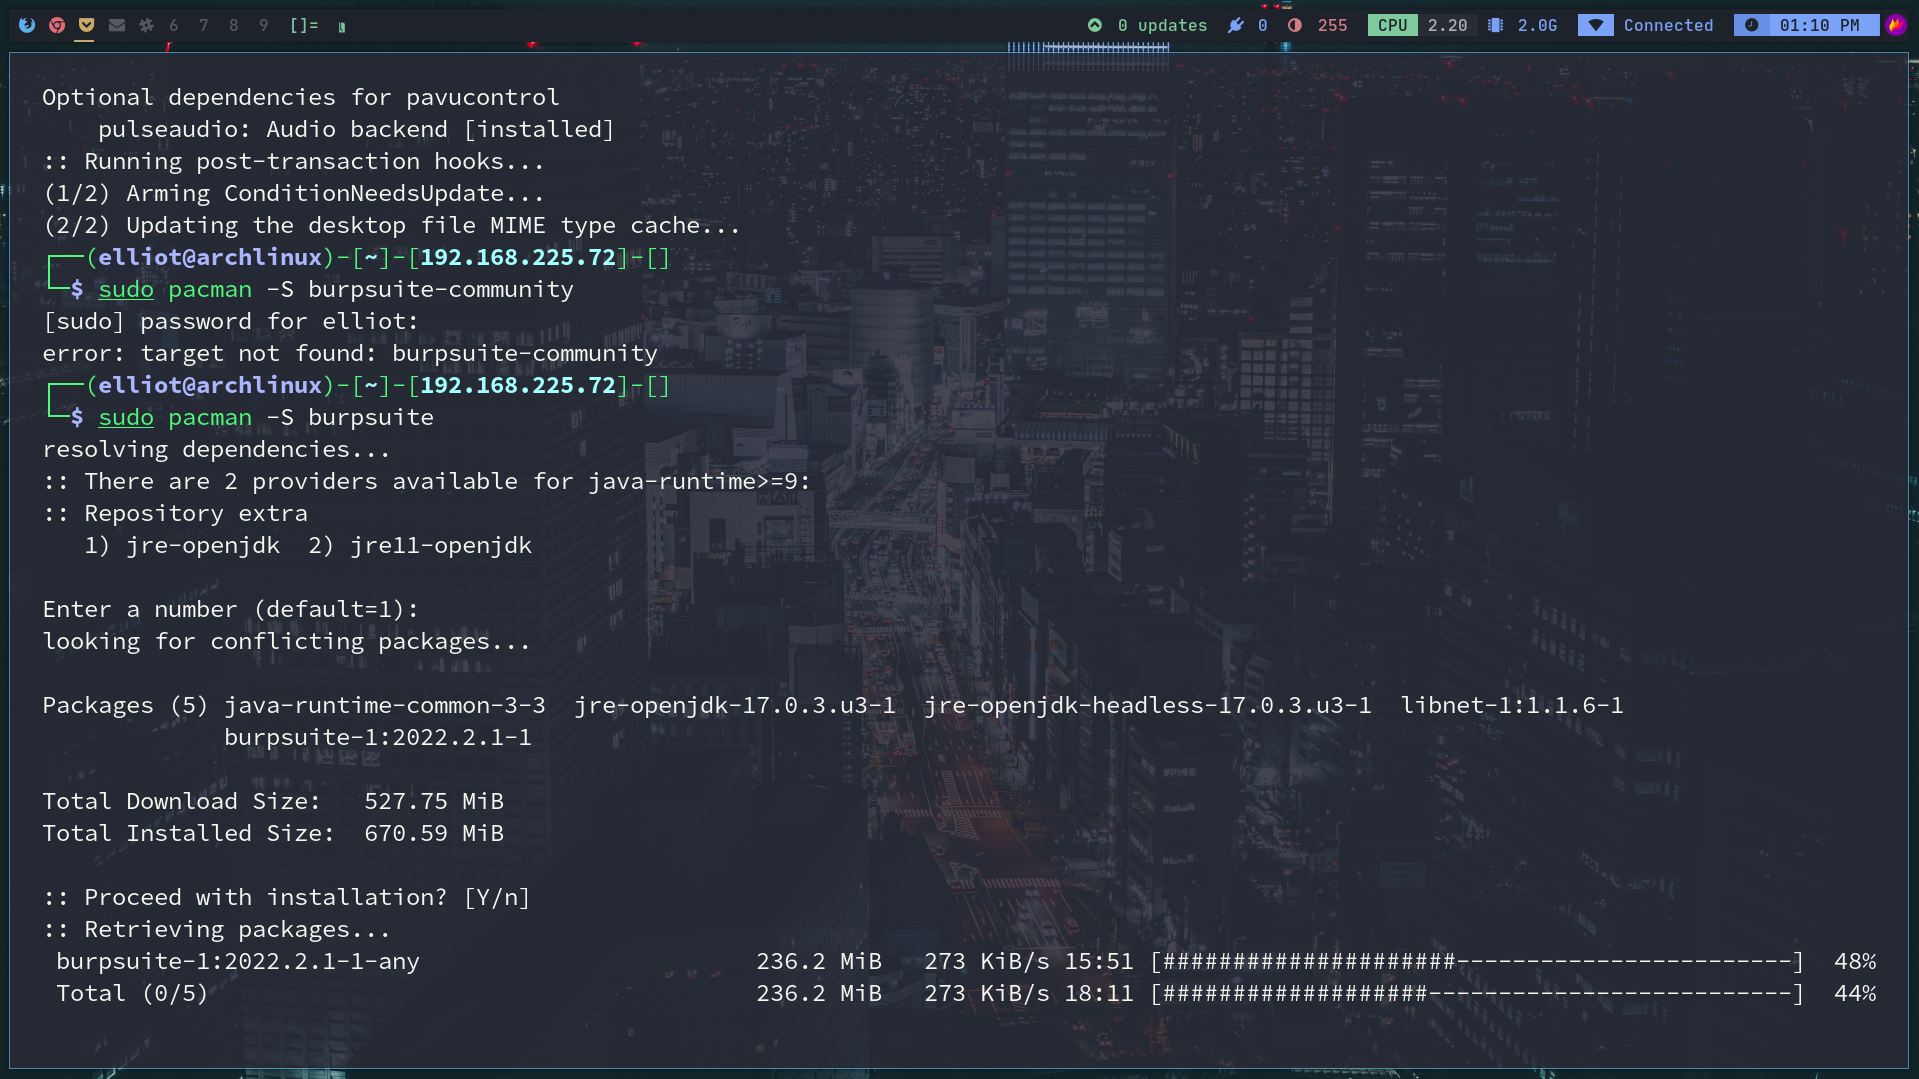 6 7 8 9 []= 0 updates 0 255 CPU 2.20 2.0G Connected 01:10 PM
Optional dependencies for pavucontrol
pulseaudio: Audio backend [installed]
:: Running post-transaction hooks...
(1/2) Arming ConditionNeedsUpdate...
(2/2) Updating the desktop file MIME type cache...
┌──(elliot@archlinux)-[~]-[192.168.225.72]-[]
└─$ sudo pacman -S burpsuite-community
[sudo] password for elliot:
error: target not found: burpsuite-community
┌──(elliot@archlinux)-[~]-[192.168.225.72]-[]
└─$ sudo pacman -S burpsuite
resolving dependencies...
:: There are 2 providers available for java-runtime>=9:
:: Repository extra
1) jre-openjdk  2) jre11-openjdk
Enter a number (default=1):
looking for conflicting packages...
Packages (5) java-runtime-common-3-3  jre-openjdk-17.0.3.u3-1  jre-openjdk-headless-17.0.3.u3-1  libnet-1:1.1.6-1
burpsuite-1:2022.2.1-1
Total Download Size:   527.75 MiB
Total Installed Size:  670.59 MiB
:: Proceed with installation? [Y/n]
:: Retrieving packages...
burpsuite-1:2022.2.1-1-any 236.2 MiB 273 KiB/s 15:51 [#####################------------------------] 48%
Total (0/5) 236.2 MiB 273 KiB/s 18:11 [###################--------------------------] 44%